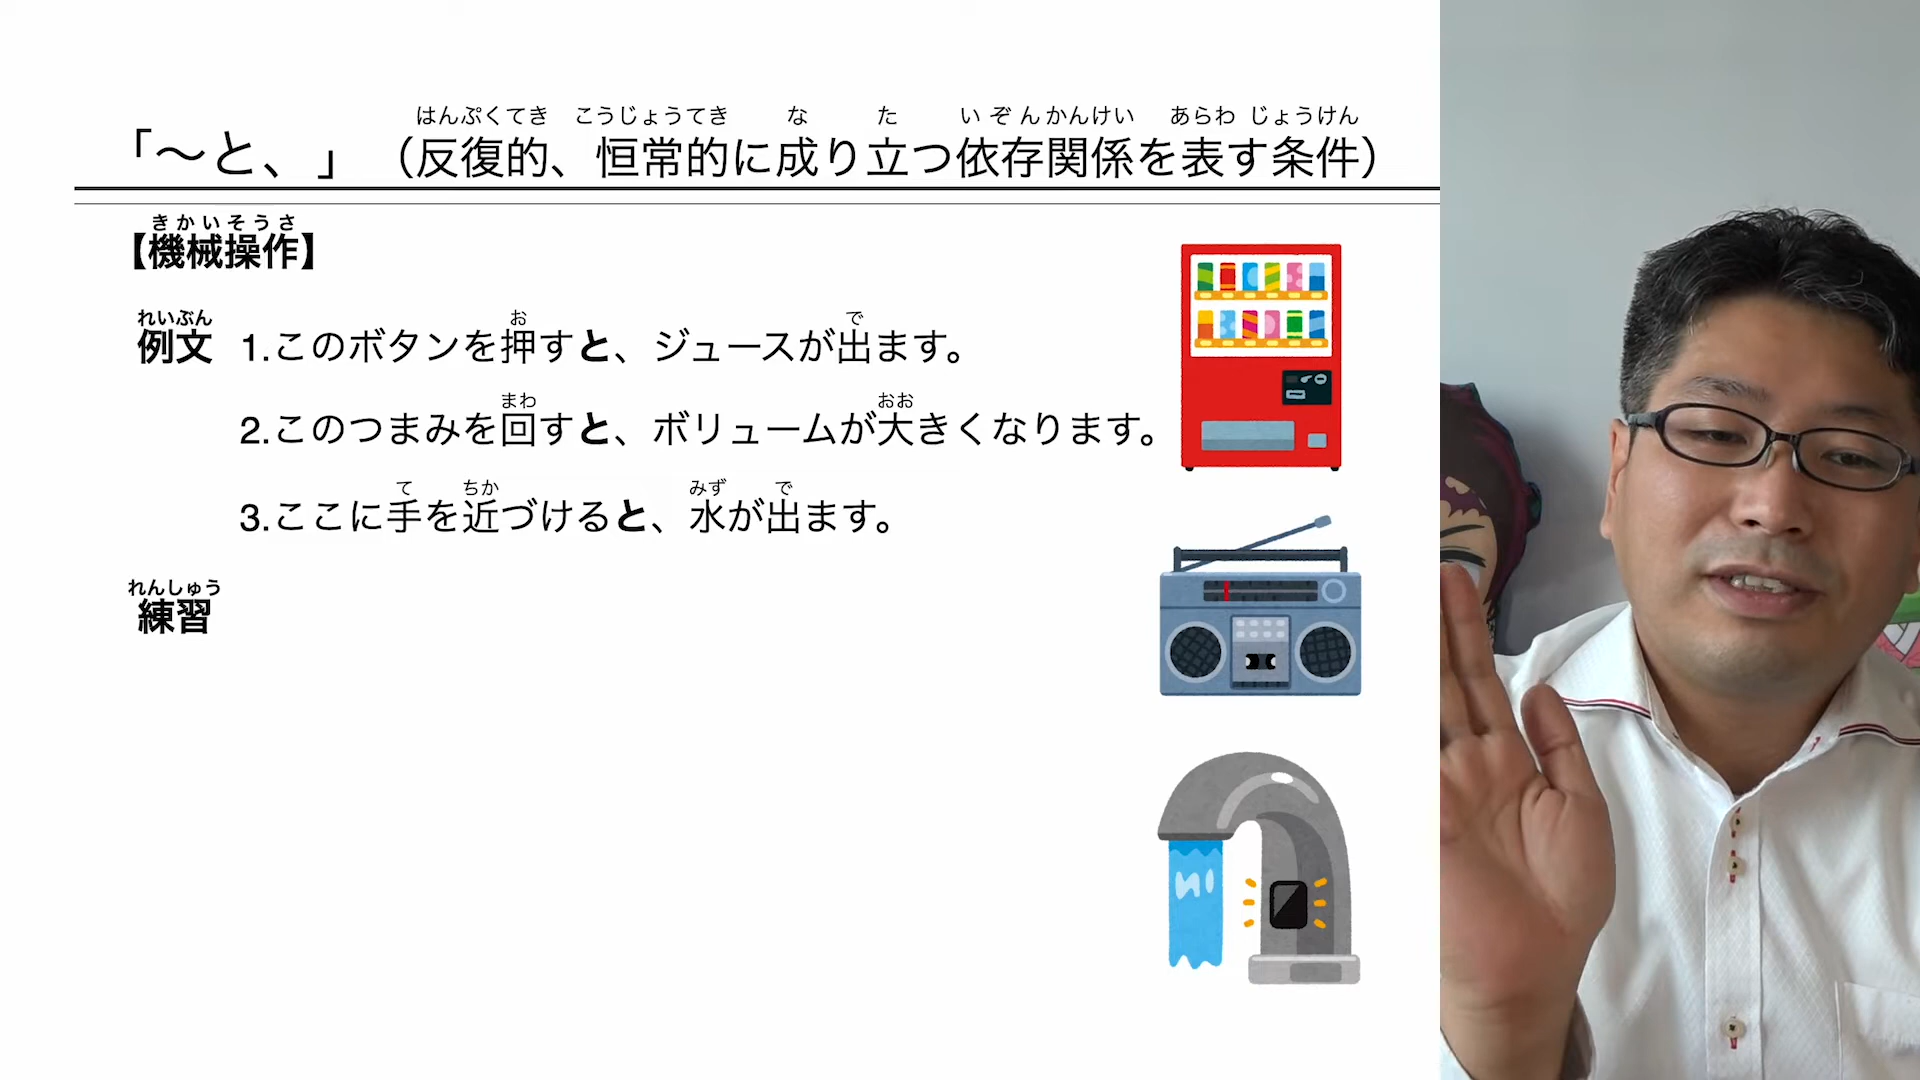 はんぷくてき こうじょうてき な た いぞんかんけい あらわ じょうけん
「〜と、」（反復的、恒常的に成り立つ依存関係を表す条件）
きかいそうさ
【機械操作】
れいぶん お で
例文 1.このボタンを押すと、ジュースが出ます。
まわ おお
2.このつまみを回すと、ボリュームが大きくなります。
て ちか みず で
3.ここに手を近づけると、水が出ます。
れんしゅう
練習